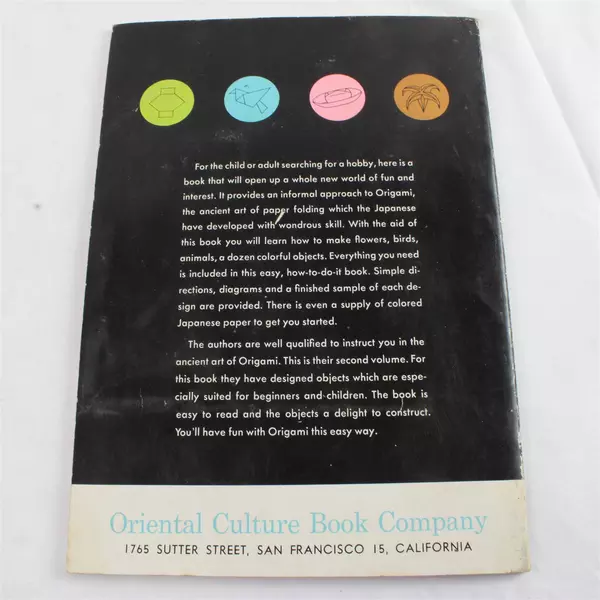 For the child or adult searching for a hobby, here is a
book that will open up a whole new world of fun and
interest. It provides an informal approach to Origami,
the ancient art of paper folding which the Japanese
have developed with wondrous skill. With the aid of
this book you will learn how to make flowers, birds,
animals, a dozen colorful objects. Everything you need
is included in this easy, how-to-do-it book. Simple di-
rections, diagrams and a finished sample of each de-
sign are provided. There is even a supply of colored
Japanese paper to get you started.
The authors are well qualified to instruct you in the
ancient art of Origami. This is their second volume. For
this book they have designed objects which are espe-
cially suited for beginners and children. The book is
easy to read and the objects a delight to construct.
You'll have fun with Origami this easy way.
Oriental Culture Book Company
1765 SUTTER STREET, SAN FRANCISCO 15, CALIFORNIA